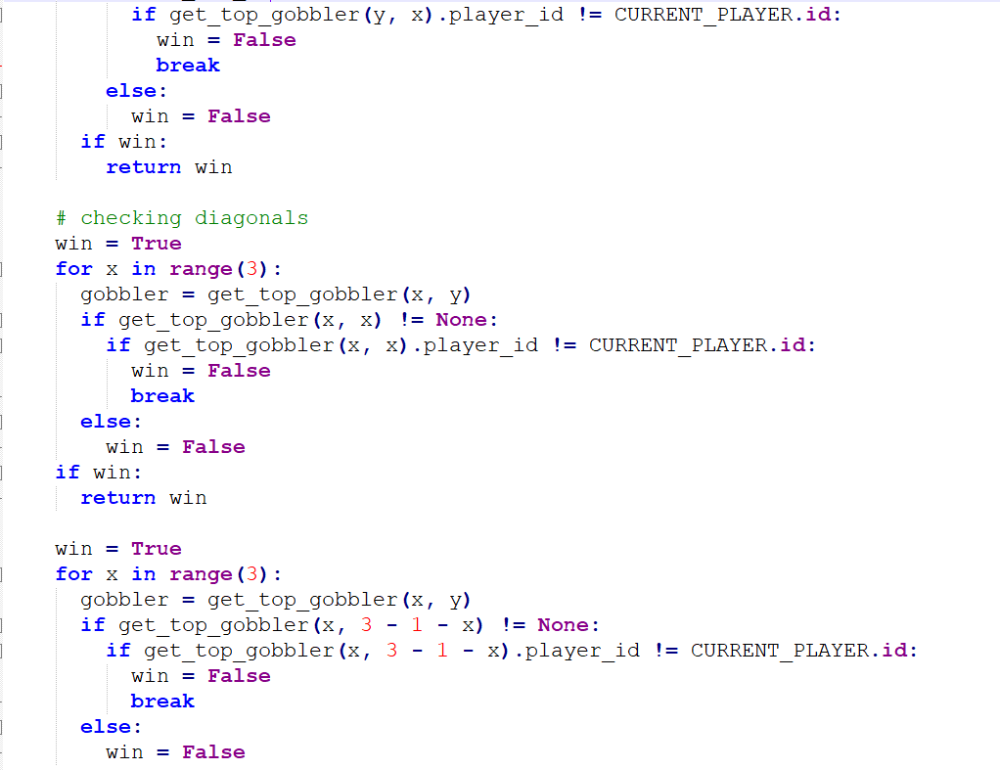 if get_top_gobbler(y, x).player_id != CURRENT_PLAYER.id:
win = False
break
else:
win = False
if win:
return win
# checking diagonals
win = True
for x in range(3):
gobbler = get_top_gobbler(x, y)
if get_top_gobbler(x, x) != None:
if get_top_gobbler(x, x).player_id != CURRENT_PLAYER.id:
win = False
break
else:
win = False
if win:
return win
win = True
for x in range(3):
gobbler = get_top_gobbler(x, y)
if get_top_gobbler(x, 3 - 1 - x) != None:
if get_top_gobbler(x, 3 - 1 - x).player_id != CURRENT_PLAYER.id:
win = False
break
else:
win = False